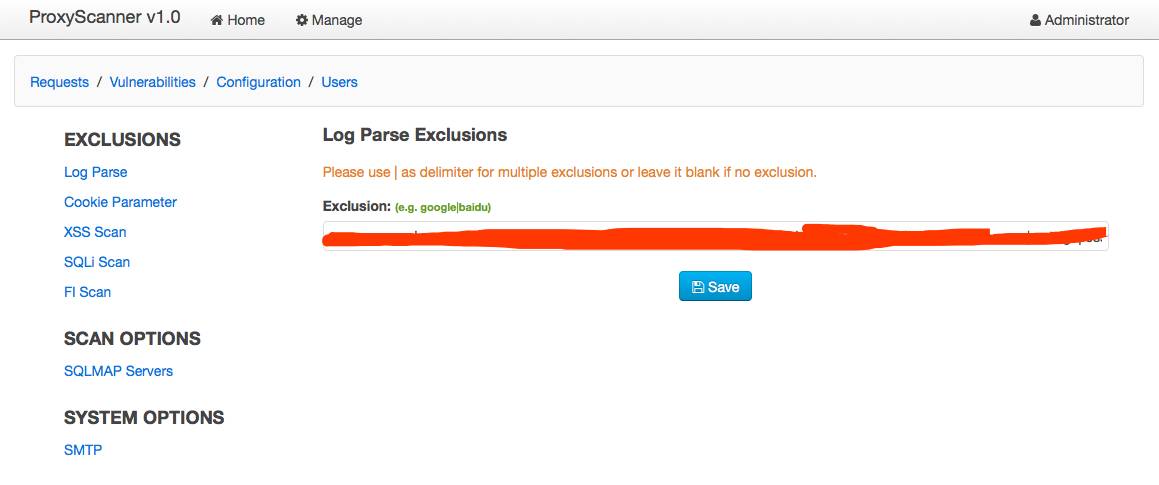 ProxyScanner v1.0 Home Manage Administrator
Requests / Vulnerabilities / Configuration / Users
EXCLUSIONS
Log Parse
Cookie Parameter
XSS Scan
SQLi Scan
FI Scan
SCAN OPTIONS
SQLMAP Servers
SYSTEM OPTIONS
SMTP
Log Parse Exclusions
Please use | as delimiter for multiple exclusions or leave it blank if no exclusion.
Exclusion: (e.g. google|baidu)
Save